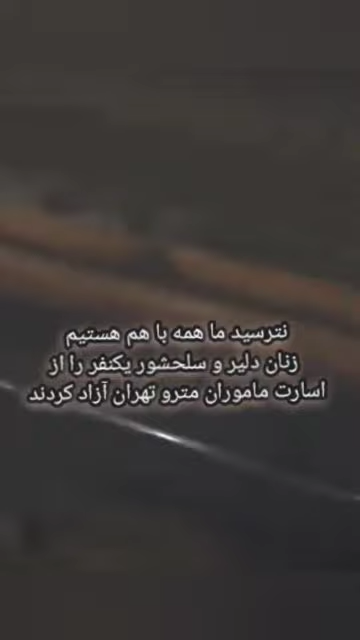 نترسید ما همه با هم هستیم
زنان دلیر و سلحشور یکنفر را از
اسارت ماموران مترو تهران آزاد کردند